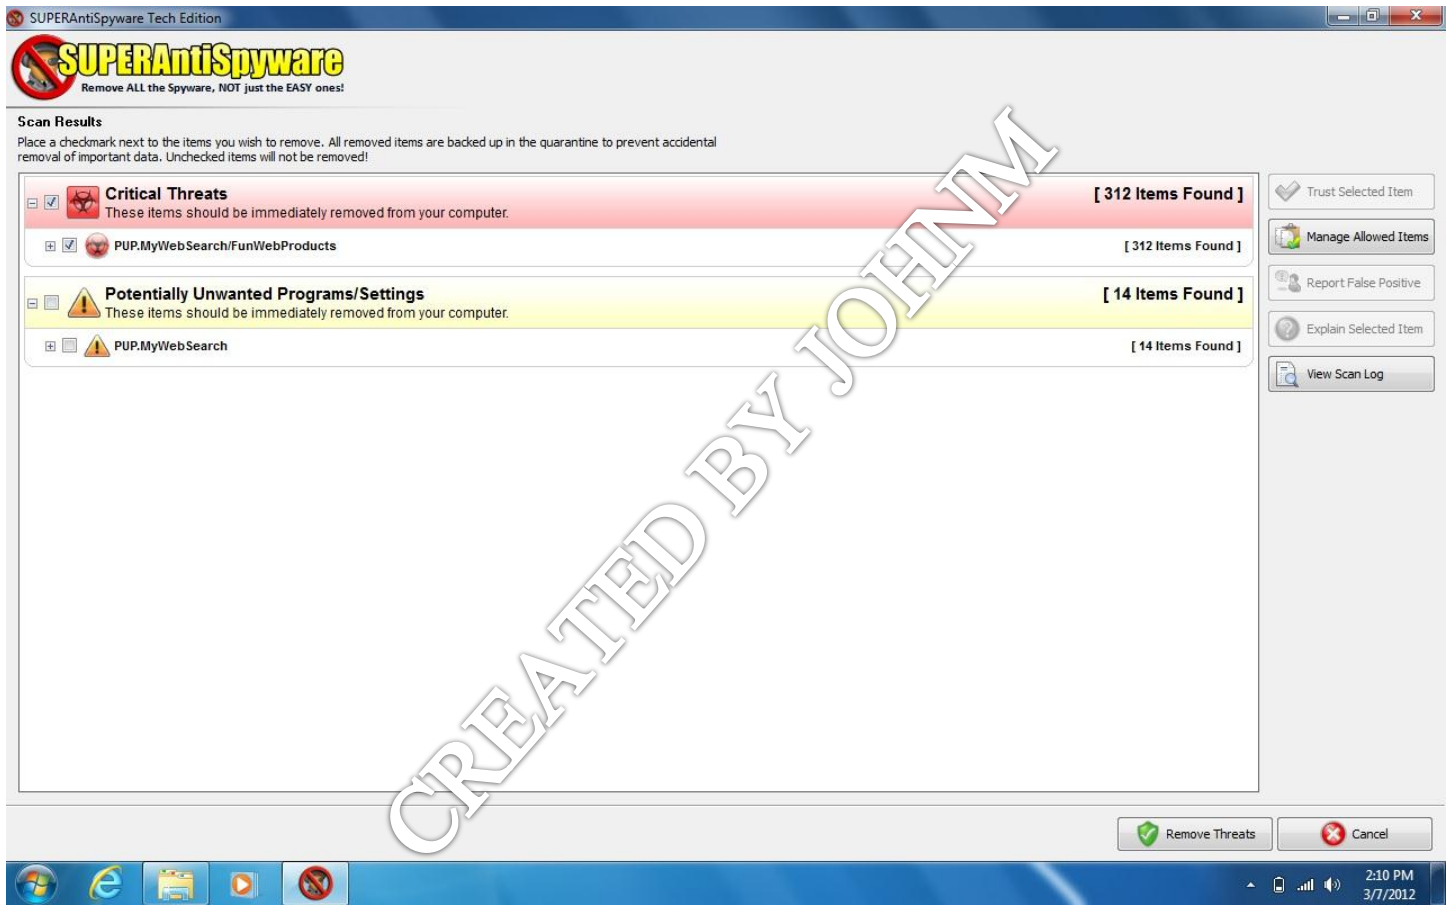 SUPERAntiSpyware Tech Edition
SUPERAntiSpyware
Remove ALL the Spyware, NOT just the EASY ones!
Scan Results
Place a checkmark next to the items you wish to remove. All removed items are backed up in the quarantine to prevent accidental
removal of important data. Unchecked items will not be removed!
Critical Threats [ 312 Items Found ]
These items should be immediately removed from your computer.
PUP.MyWebSearch/FunWebProducts [ 312 Items Found ]
Potentially Unwanted Programs/Settings [ 14 Items Found ]
These items should be immediately removed from your computer.
PUP.MyWebSearch [ 14 Items Found ]
Trust Selected Item
Manage Allowed Items
Report False Positive
Explain Selected Item
View Scan Log
CREATED BY JOHNM
Remove Threats
Cancel
2:10 PM
3/7/2012